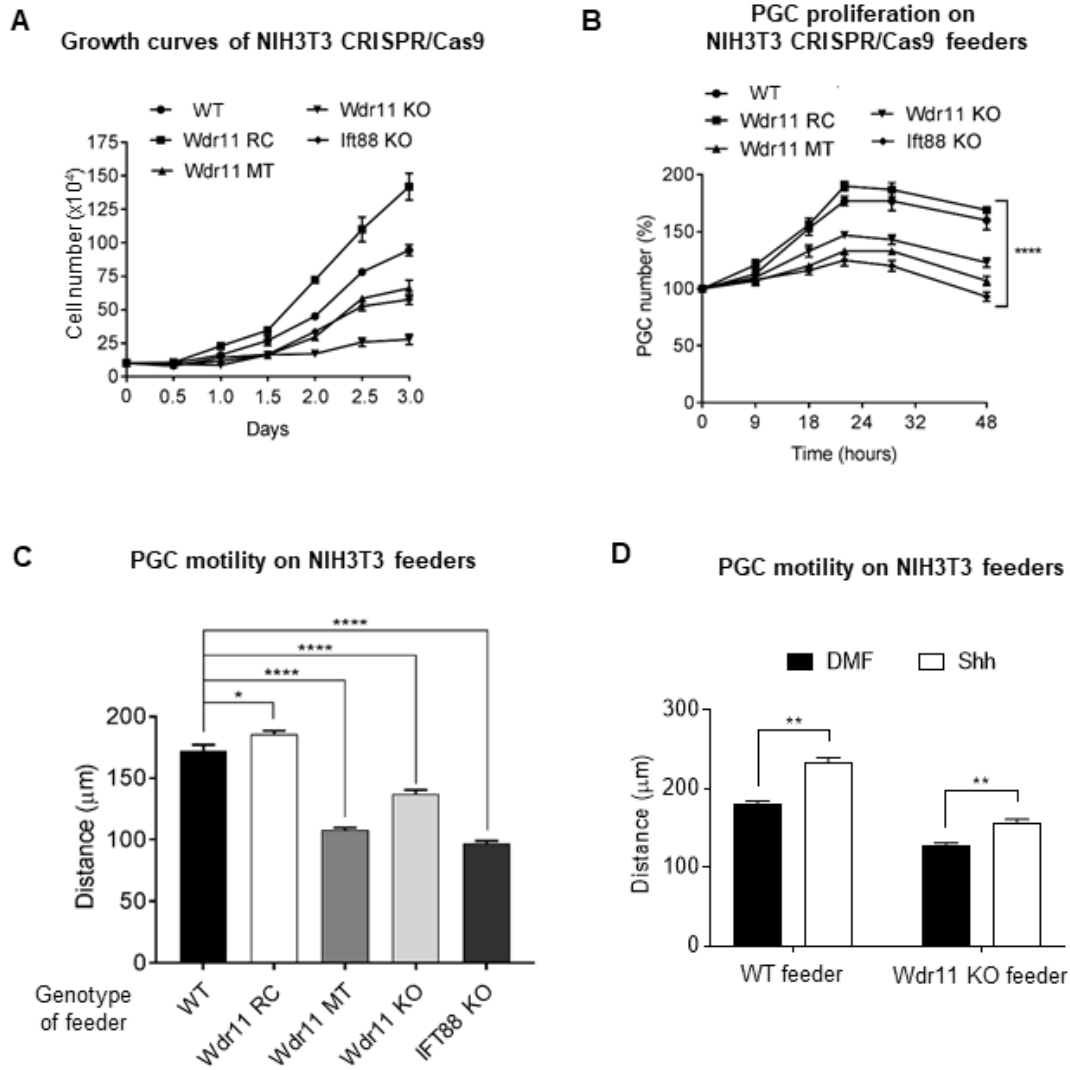 A
Growth curves of NIH3T3 CRISPR/Cas9
WT
Wdr11 KO
Wdr11 RC
Ift88 KO
Wdr11 MT
Cell number (x10⁴)
175
150
125
100
75
50
25
0
0 0.5 1.0 1.5 2.0 2.5 3.0
Days
B
PGC proliferation on
NIH3T3 CRISPR/Cas9 feeders
WT
Wdr11 KO
Wdr11 RC
Ift88 KO
Wdr11 MT
PGC number (%)
200
150
100
50
0
****
0 9 18 24 32 48
Time (hours)
C
PGC motility on NIH3T3 feeders
****
****
****
*
Distance (μm)
200
150
100
50
0
Genotype
of feeder
WT
Wdr11 RC
Wdr11 MT
Wdr11 KO
IFT88 KO
D
PGC motility on NIH3T3 feeders
DMF Shh
Distance (μm)
300
200
100
0
**
**
WT feeder Wdr11 KO feeder